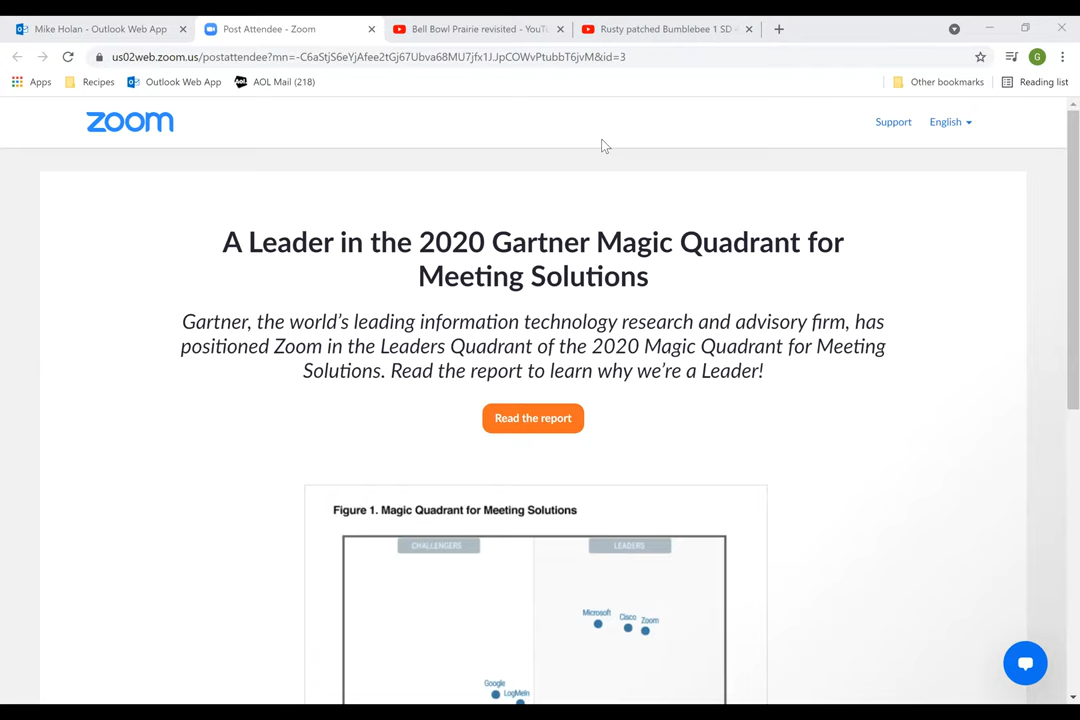 Mike Holan - Outlook Web App
Post Attendee - Zoom
Bell Bowl Prairie revisited - YouTu
Rusty patched Bumblebee 1 SD -
us02web.zoom.us/postattendee?mn=-C6aStjS6eYjAfee2tGj67Ubva68MU7jfx1J.JpCOWvPtubbT6jvM&id=3
G
Apps
Recipes
Outlook Web App
Aol.
AOL Mail (218)
Other bookmarks
Reading list
zoom
Support
English
A Leader in the 2020 Gartner Magic Quadrant for
Meeting Solutions
Gartner, the world's leading information technology research and advisory firm, has
positioned Zoom in the Leaders Quadrant of the 2020 Magic Quadrant for Meeting
Solutions. Read the report to learn why we're a Leader!
Read the report
Figure 1. Magic Quadrant for Meeting Solutions
CHALLENGERS
LEADERS
Microsoft
Cisco
Zoom
Google
LogMeIn